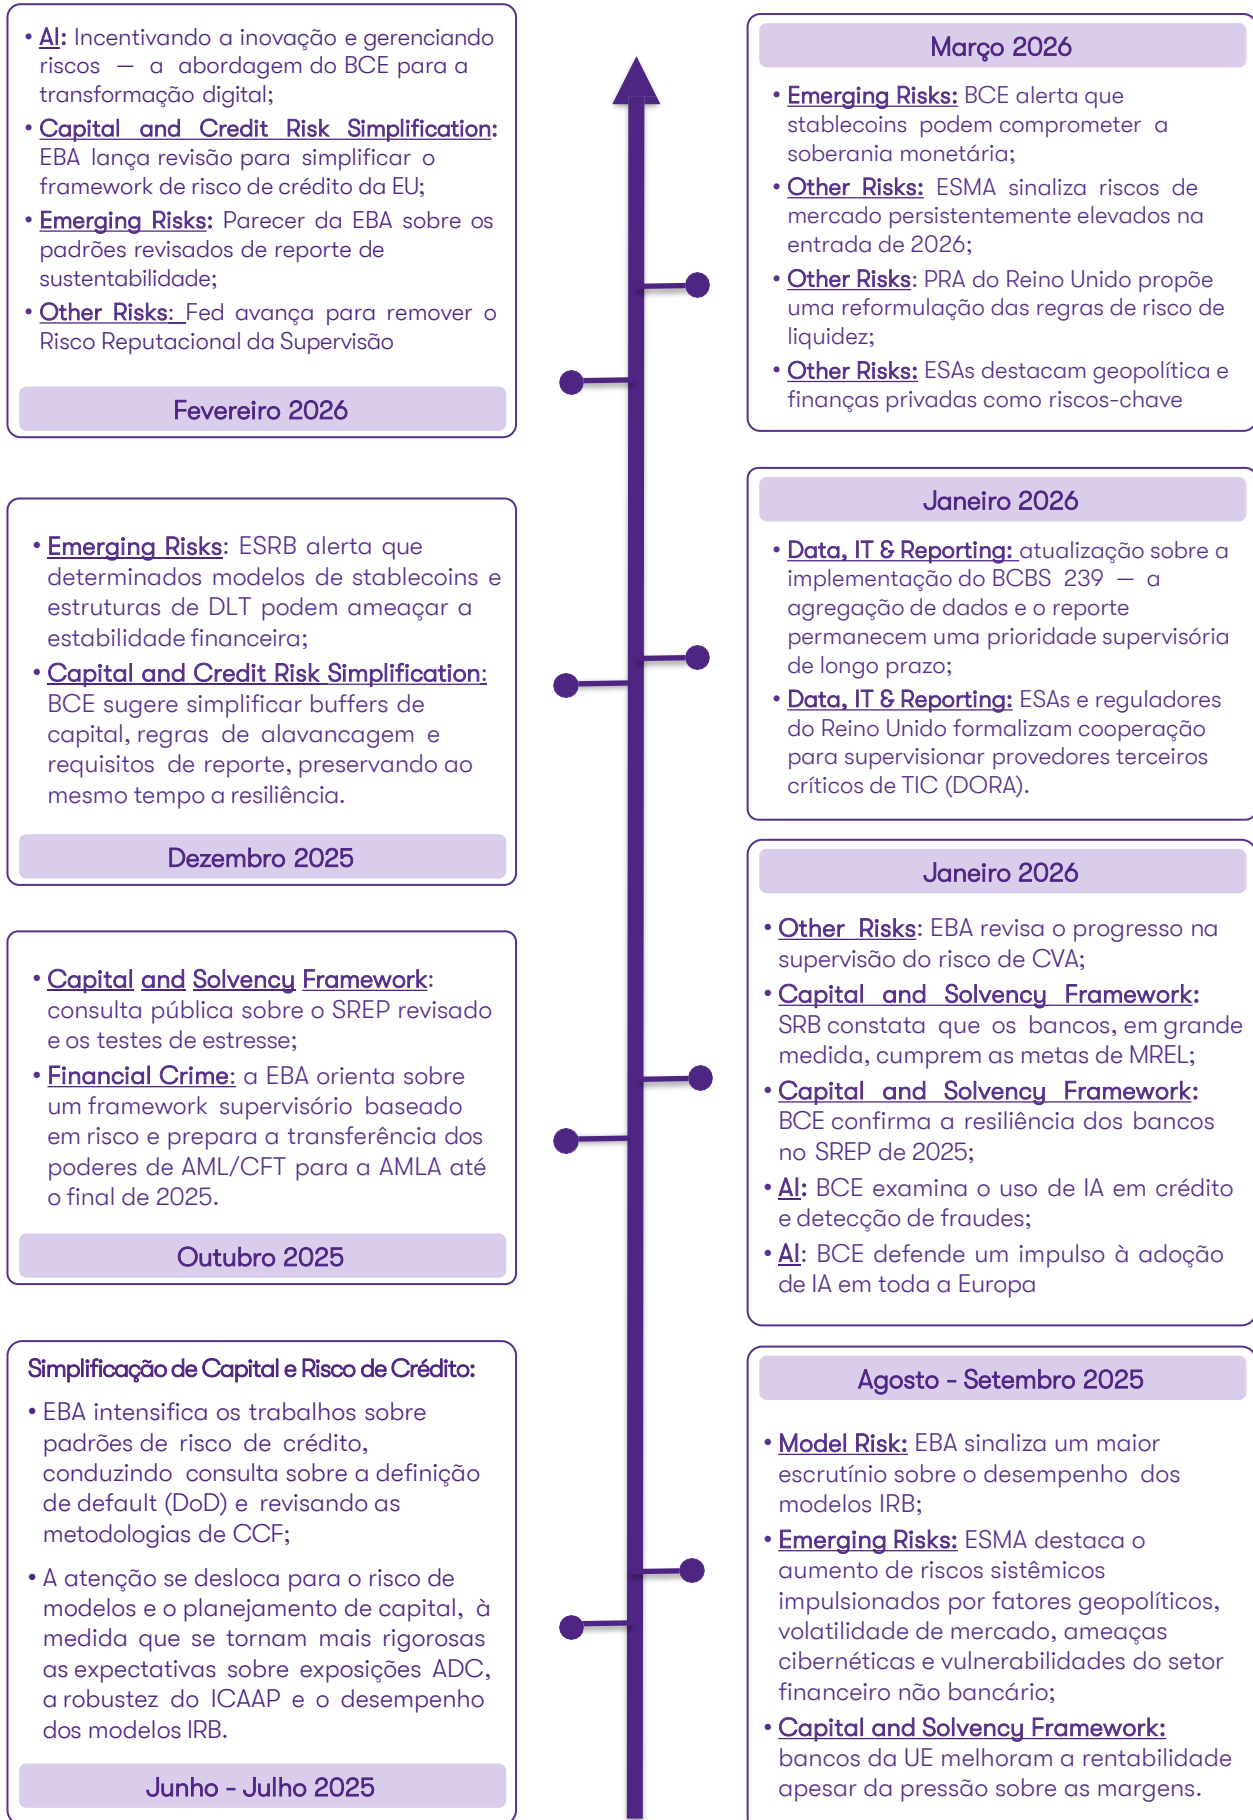 • AI: Incentivando a inovação e gerenciando
riscos — a abordagem do BCE para a
transformação digital;
• Capital and Credit Risk Simplification:
EBA lança revisão para simplificar o
framework de risco de crédito da EU;
• Emerging Risks: Parecer da EBA sobre os
padrões revisados de reporte de
sustentabilidade;
• Other Risks: Fed avança para remover o
Risco Reputacional da Supervisão
Fevereiro 2026
Março 2026
• Emerging Risks: BCE alerta que
stablecoins podem comprometer a
soberania monetária;
• Other Risks: ESMA sinaliza riscos de
mercado persistentemente elevados na
entrada de 2026;
• Other Risks: PRA do Reino Unido propõe
uma reformulação das regras de risco de
liquidez;
• Other Risks: ESAs destacam geopolítica e
finanças privadas como riscos-chave
• Emerging Risks: ESRB alerta que
determinados modelos de stablecoins e
estruturas de DLT podem ameaçar a
estabilidade financeira;
• Capital and Credit Risk Simplification:
BCE sugere simplificar buffers de
capital, regras de alavancagem e
requisitos de reporte, preservando ao
mesmo tempo a resiliência.
Dezembro 2025
Janeiro 2026
• Data, IT & Reporting: atualização sobre a
implementação do BCBS 239 — a
agregação de dados e o reporte
permanecem uma prioridade supervisória
de longo prazo;
• Data, IT & Reporting: ESAs e reguladores
do Reino Unido formalizam cooperação
para supervisionar provedores terceiros
críticos de TIC (DORA).
• Capital and Solvency Framework:
consulta pública sobre o SREP revisado
e os testes de estresse;
• Financial Crime: a EBA orienta sobre
um framework supervisório baseado
em risco e prepara a transferência dos
poderes de AML/CFT para a AMLA até
o final de 2025.
Outubro 2025
Janeiro 2026
• Other Risks: EBA revisa o progresso na
supervisão do risco de CVA;
• Capital and Solvency Framework:
SRB constata que os bancos, em grande
medida, cumprem as metas de MREL;
• Capital and Solvency Framework:
BCE confirma a resiliência dos bancos
no SREP de 2025;
• AI: BCE examina o uso de IA em crédito
e detecção de fraudes;
• AI: BCE defende um impulso à adoção
de IA em toda a Europa
Simplificação de Capital e Risco de Crédito:
• EBA intensifica os trabalhos sobre
padrões de risco de crédito,
conduzindo consulta sobre a definição
de default (DoD) e revisando as
metodologias de CCF;
• A atenção se desloca para o risco de
modelos e o planejamento de capital, à
medida que se tornam mais rigorosas
as expectativas sobre exposições ADC,
a robustez do ICAAP e o desempenho
dos modelos IRB.
Junho - Julho 2025
Agosto - Setembro 2025
• Model Risk: EBA sinaliza um maior
escrutínio sobre o desempenho dos
modelos IRB;
• Emerging Risks: ESMA destaca o
aumento de riscos sistêmicos
impulsionados por fatores geopolíticos,
volatilidade de mercado, ameaças
cibernéticas e vulnerabilidades do setor
financeiro não bancário;
• Capital and Solvency Framework:
bancos da UE melhoram a rentabilidade
apesar da pressão sobre as margens.